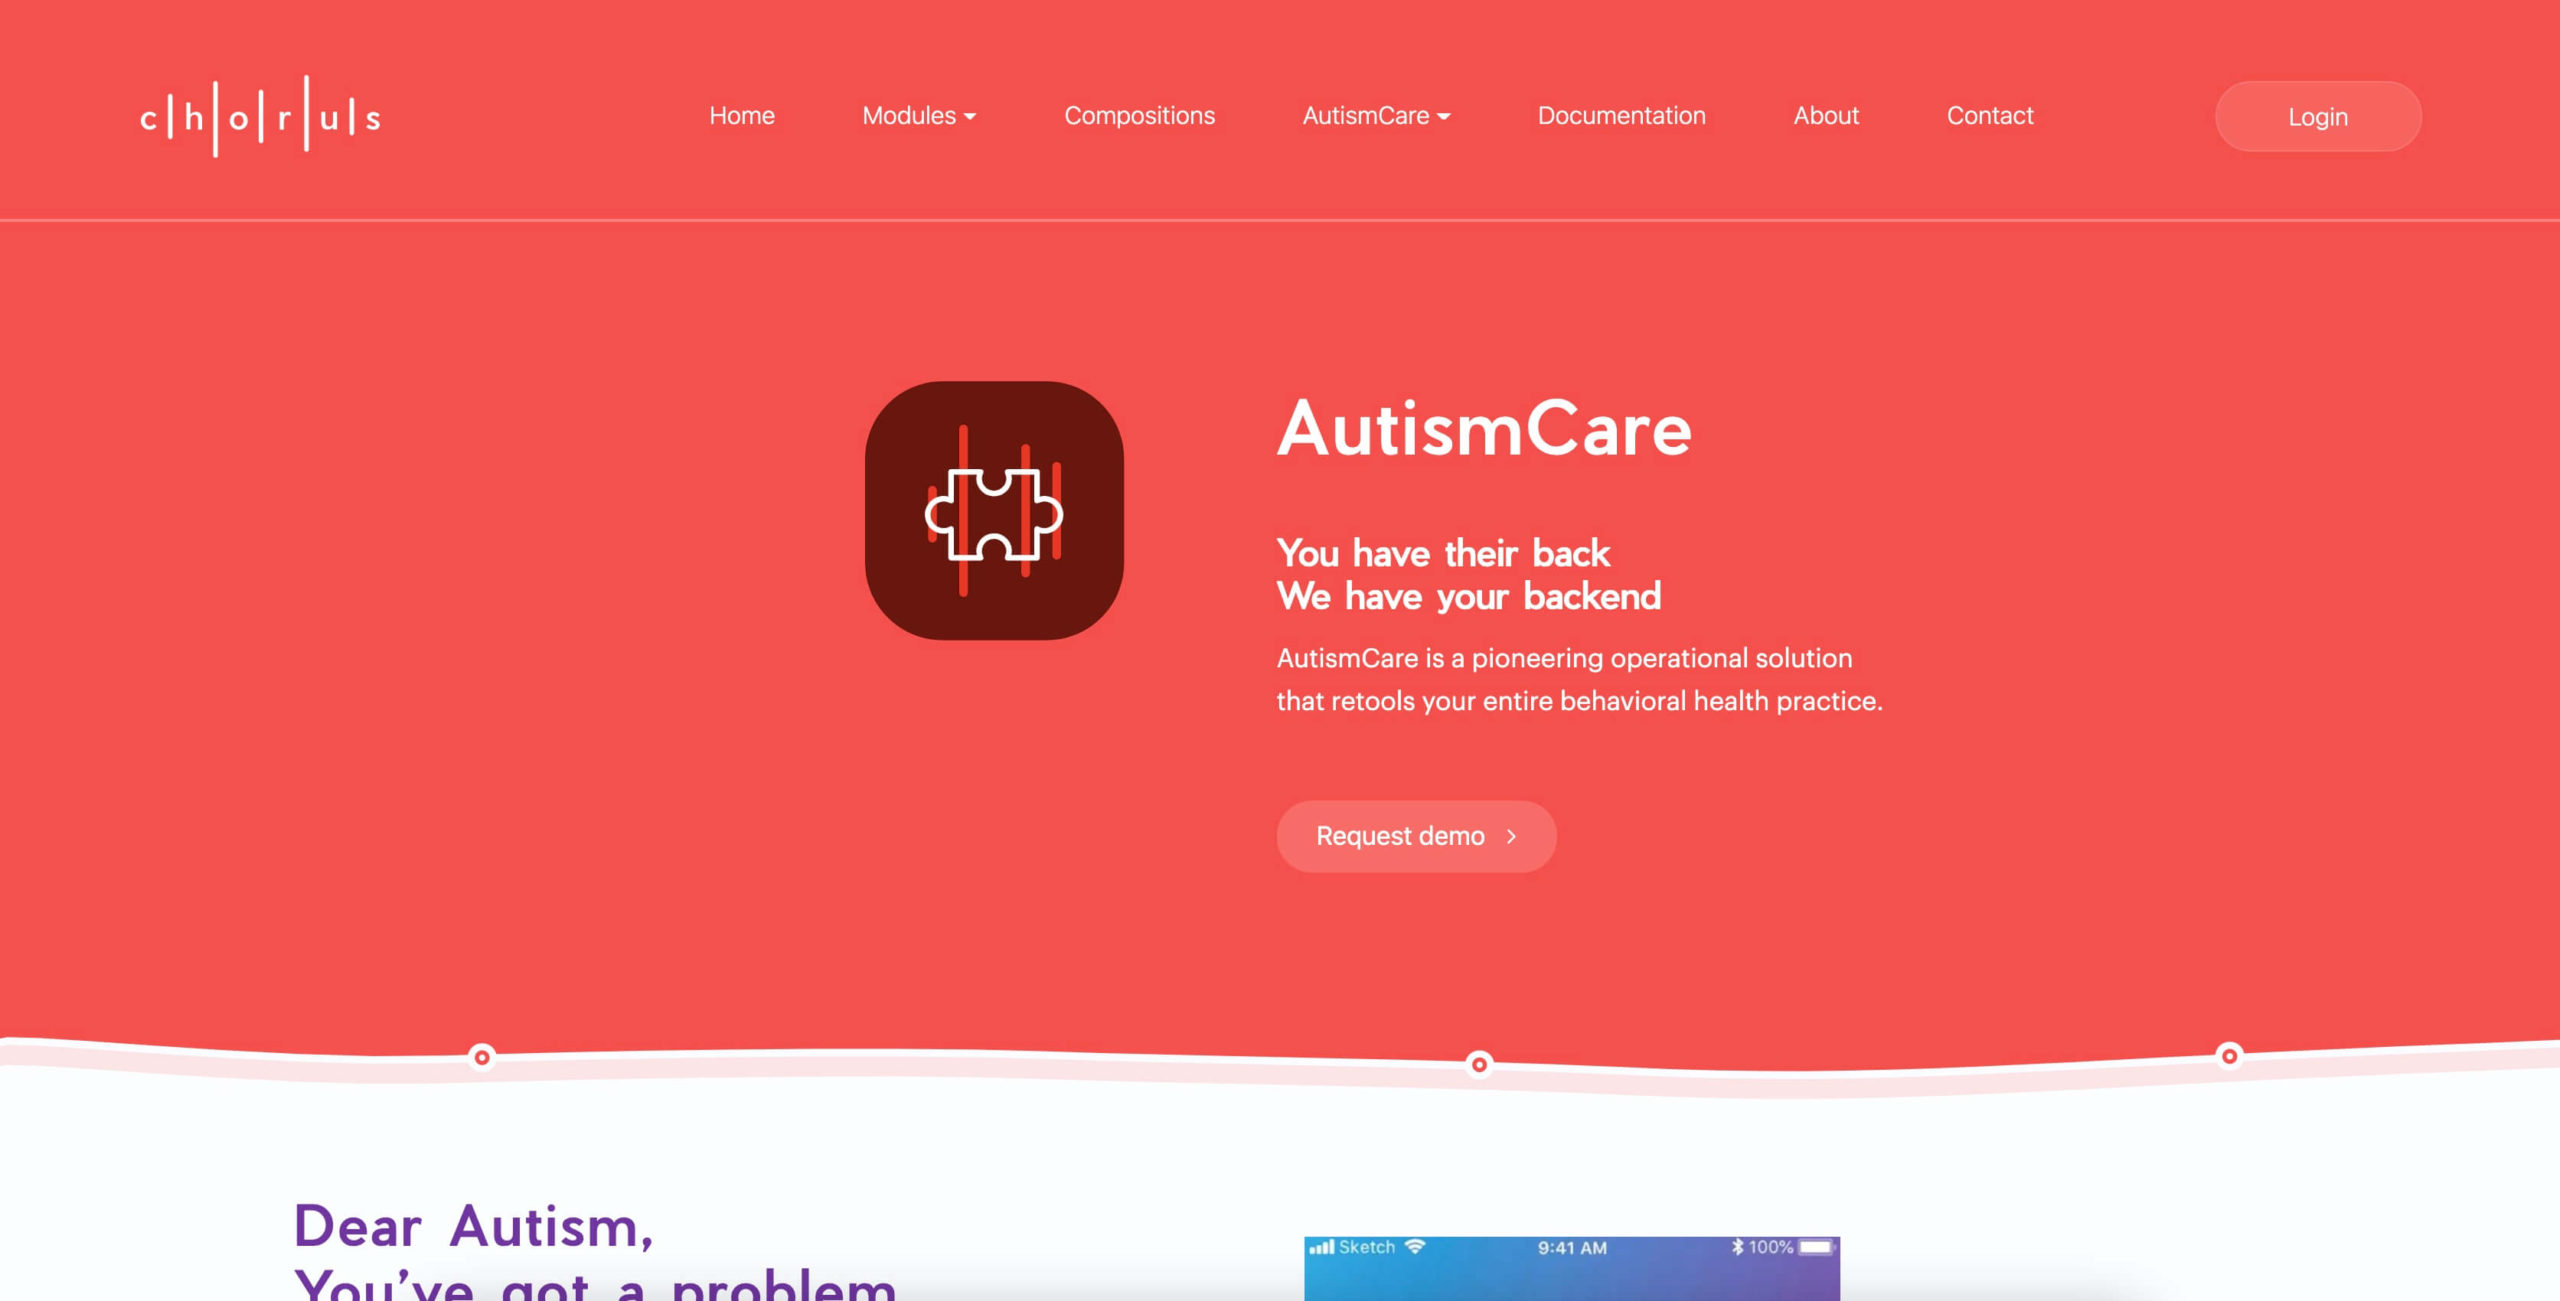 c|h|o|r|u|s
Home
Modules
Compositions
AutismCare
Documentation
About
Contact
Login
AutismCare
You have their back
We have your backend
AutismCare is a pioneering operational solution
that retools your entire behavioral health practice.
Request demo
Dear Autism,
You've got a problem
Sketch
9:41 AM
100%